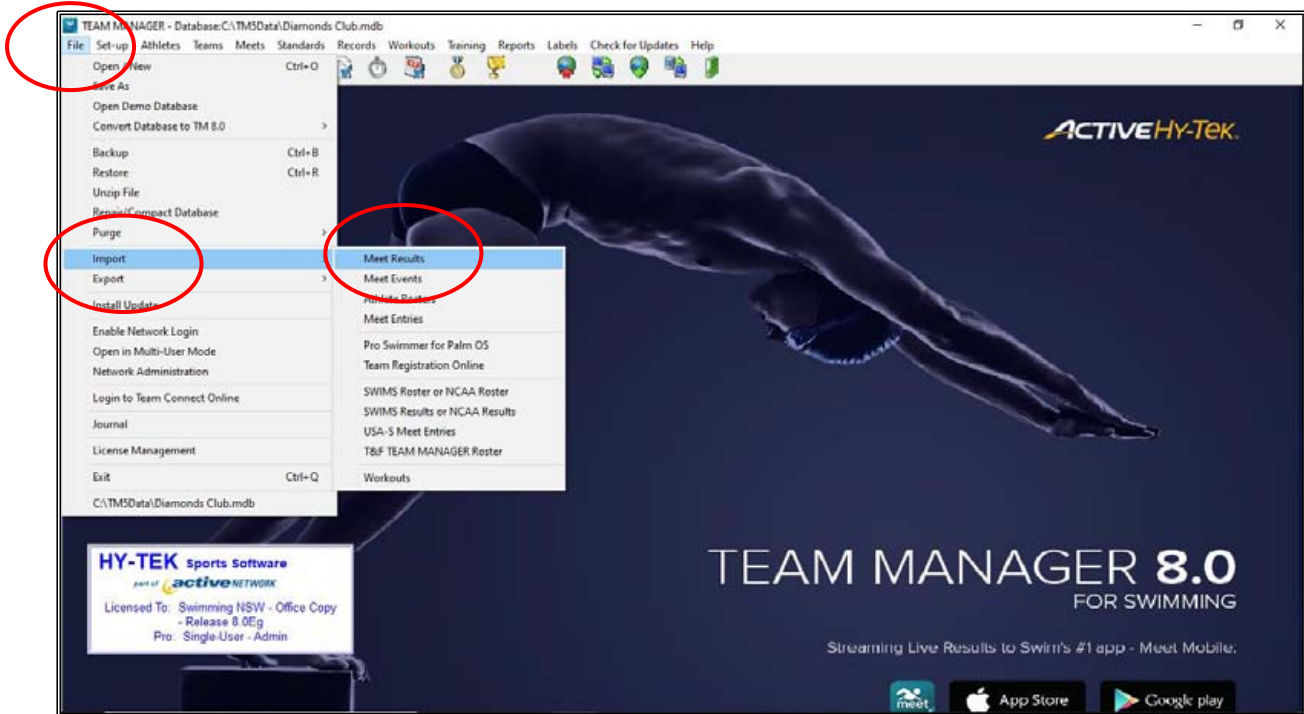 TEAM MANAGER - Database:C:\TM5Data\Diamonds Club.mdb
File Set-up Athletes Teams Meets Standards Records Workouts Training Reports Labels Check for Updates Help
Open / New Ctrl+O
Save As
Open Demo Database
Convert Database to TM 8.0 >
Backup Ctrl+B
Restore Ctrl+R
Unzip File
Repair/Compact Database
Purge >
Import
Export >
Install Update
Enable Network Login
Open in Multi-User Mode
Network Administration
Login to Team Connect Online
Journal
License Management
Exit Ctrl+Q
C:\TM5Data\Diamonds Club.mdb
Meet Results
Meet Events
Athlete Rosters
Meet Entries
Pro Swimmer for Palm OS
Team Registration Online
SWIMS Roster or NCAA Roster
SWIMS Results or NCAA Results
USA-S Meet Entries
T&F TEAM MANAGER Roster
Workouts
ACTIVE HY-TEK
HY-TEK Sports Software
part of active NETWORK
Licensed To: Swimming NSW - Office Copy
- Release 8.0Eg
Pro: Single-User - Admin
TEAM MANAGER 8.0
FOR SWIMMING
Streaming Live Results to Swim's #1 app - Meet Mobile:
meet App Store Google play